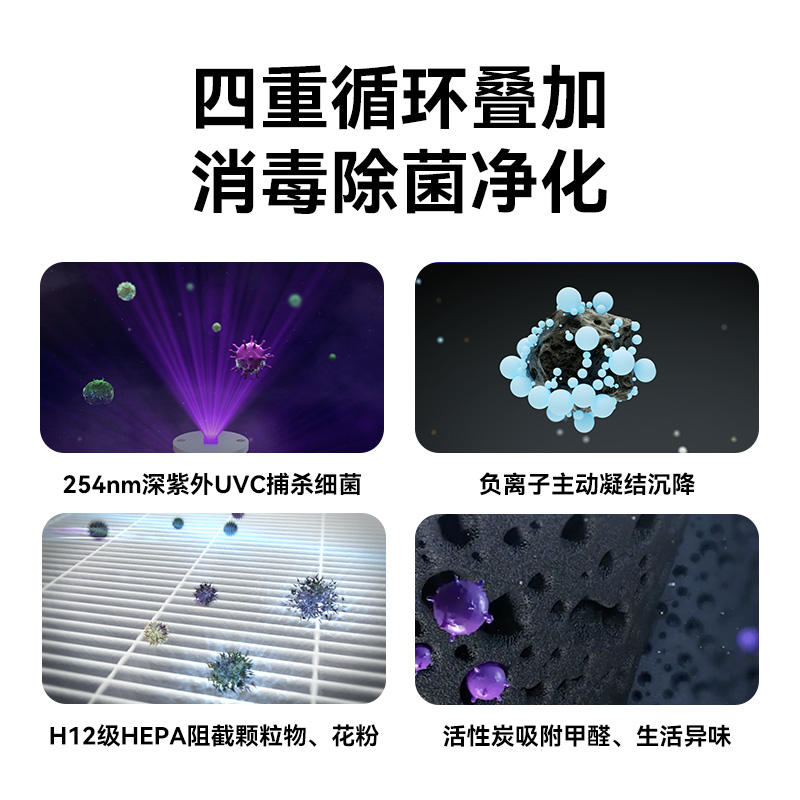 四重循环叠加
消毒除菌净化
254nm深紫外UVC捕杀细菌
负离子主动凝结沉降
H12级HEPA阻截颗粒物、花粉
活性炭吸附甲醛、生活异味